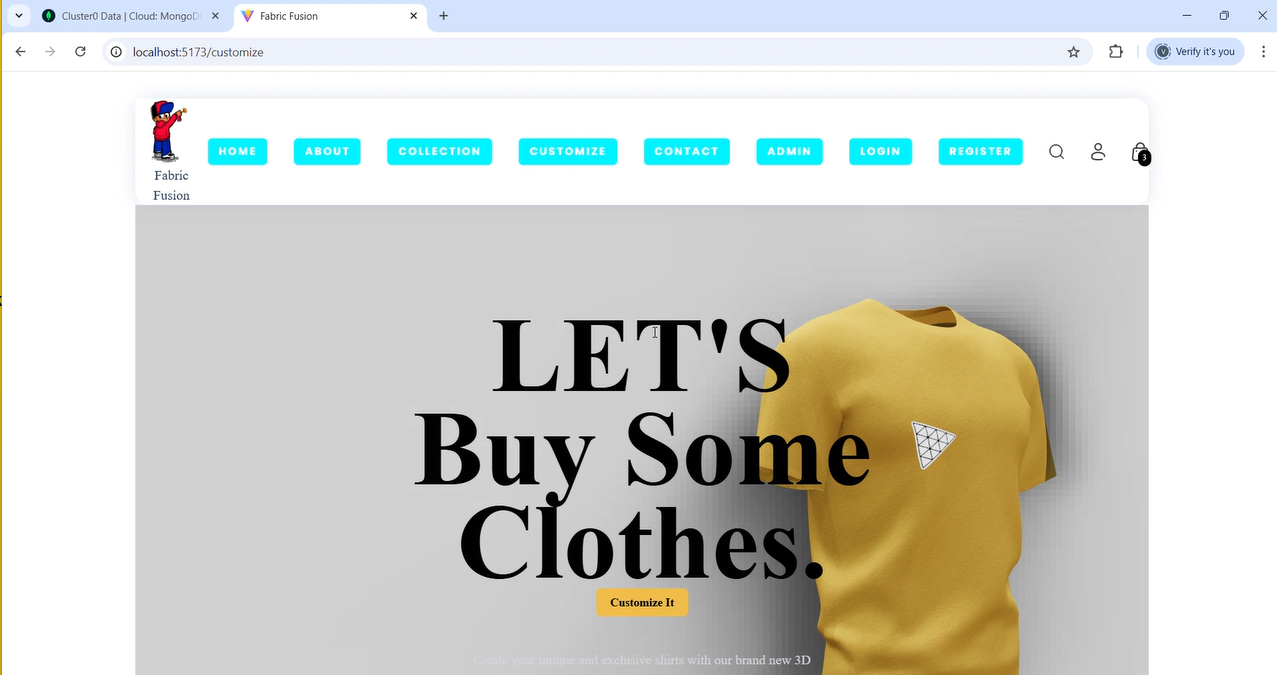 Cluster0 Data | Cloud: MongoD
Fabric Fusion
localhost:5173/customize
Verify it's you
Fabric
Fusion
HOME
ABOUT
COLLECTION
CUSTOMIZE
CONTACT
ADMIN
LOGIN
REGISTER
3
LET'S
Buy Some
Clothes.
Customize It
Create your unique and exclusive shirts with our brand new 3D